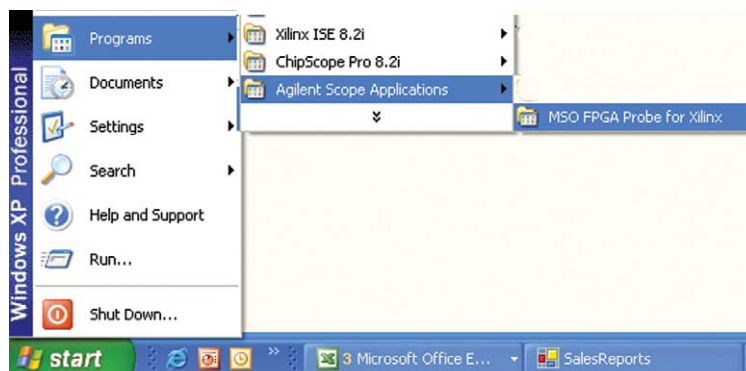 Windows XP Professional
Programs
Documents
Settings
Search
Help and Support
Run...
Shut Down...
Xilinx ISE 8.2i
ChipScope Pro 8.2i
Agilent Scope Applications
MSO FPGA Probe for Xilinx
start
3 Microsoft Office E...
SalesReports